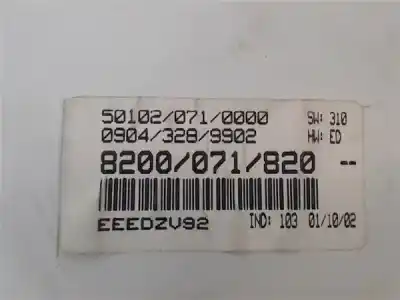 50102/071/0000 SW: 310
0904/328/9902 HW: ED
8200/071/820 --
EEEDZV92 IND: 103 01/10/02